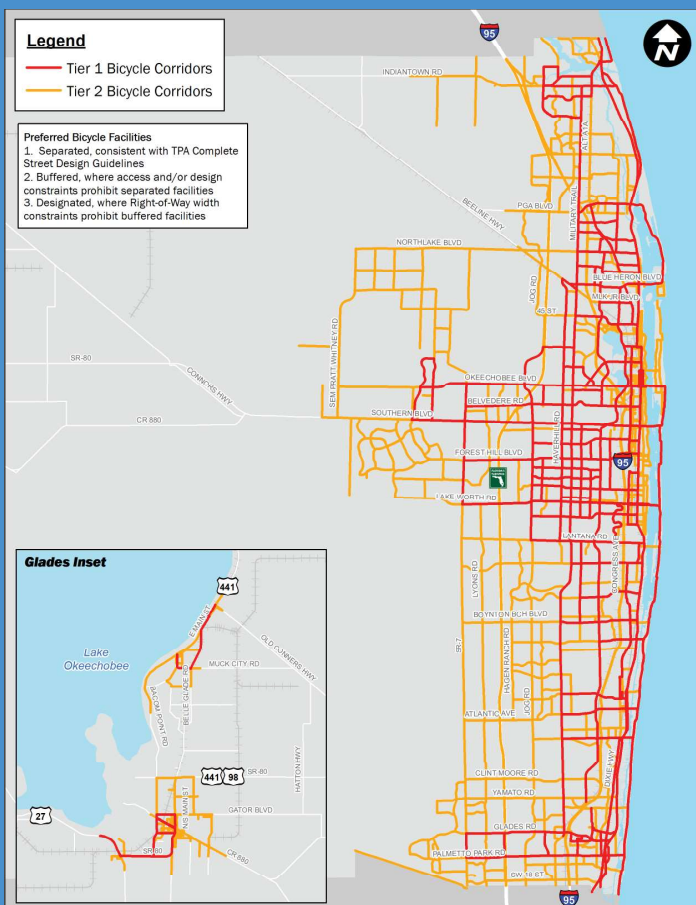 Legend
Tier 1 Bicycle Corridors
Tier 2 Bicycle Corridors
Preferred Bicycle Facilities
1. Separated, consistent with TPA Complete
Street Design Guidelines
2. Buffered, where access and/or design
constraints prohibit separated facilities
3. Designated, where Right-of-Way width
constraints prohibit buffered facilities
95
N
INDIANTOWN RD
ALT A1A
MILITARY TRAIL
BEELINE HWY
PGA BLVD
NORTHLAKE BLVD
JOG RD
BLUE HERON BLVD
MLK JR BLVD
45 ST
SEM PRATT WHITNEY RD
SR-80
CONNORS HWY
OKEECHOBEE BLVD
BELVEDERE RD
SOUTHERN BLVD
CR 880
HAVERHILL RD
FOREST HILL BLVD
95
LAKE WORTH RD
LANTANA RD
CONGRESS AVE
LYONS RD
BOYNTON BCH BLVD
SR-7
HAGEN RANCH RD
JOG RD
ATLANTIC AVE
DIXIE HWY
CLINT MOORE RD
YAMATO RD
GLADES RD
PALMETTO PARK RD
SW 18 ST
95
Glades Inset
441
E MAIN ST
OLD CONNERS HWY
Lake
Okeechobee
MUCK CITY RD
BACOM POINT RD
BELLE GLADE RD
HATTON HWY
SR-80
441
98
N/S MAIN ST
GATOR BLVD
27
SR-80
CR-880